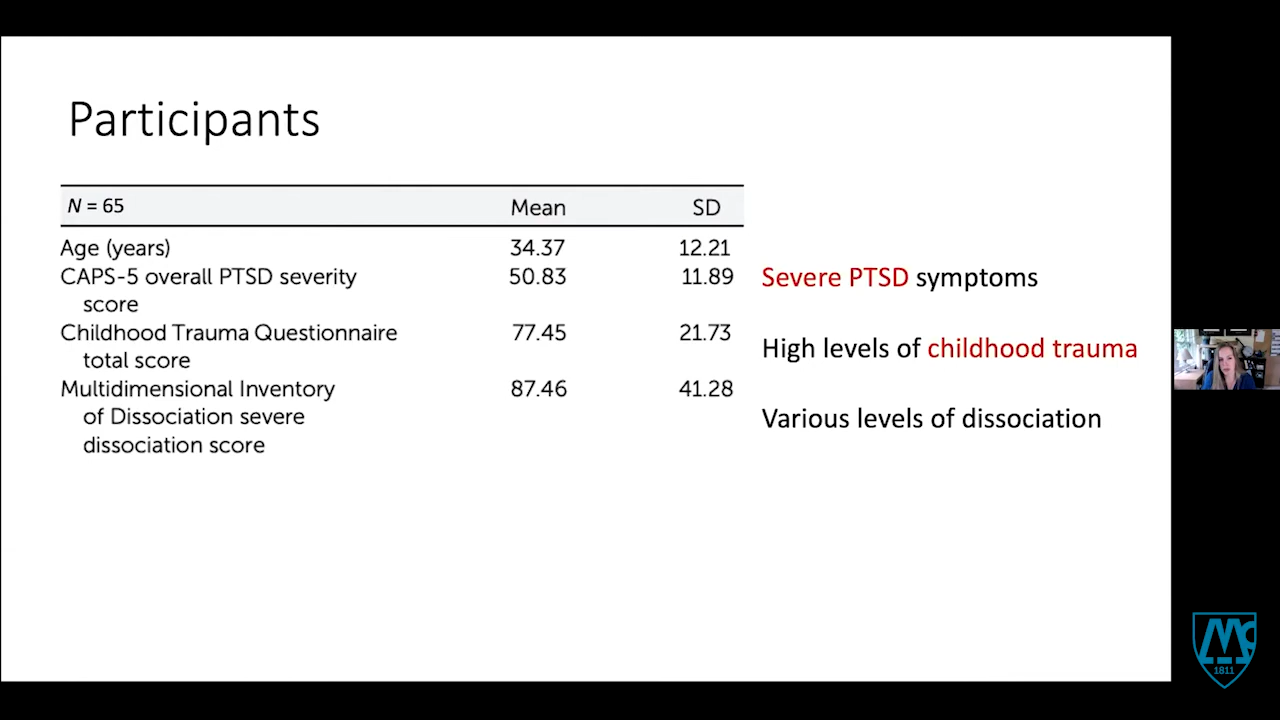 Participants
N = 65 Mean SD
Age (years) 34.37 12.21
CAPS-5 overall PTSD severity 50.83 11.89 Severe PTSD symptoms
score
Childhood Trauma Questionnaire 77.45 21.73 High levels of childhood trauma
total score
Multidimensional Inventory 87.46 41.28 Various levels of dissociation
of Dissociation severe
dissociation score
1811